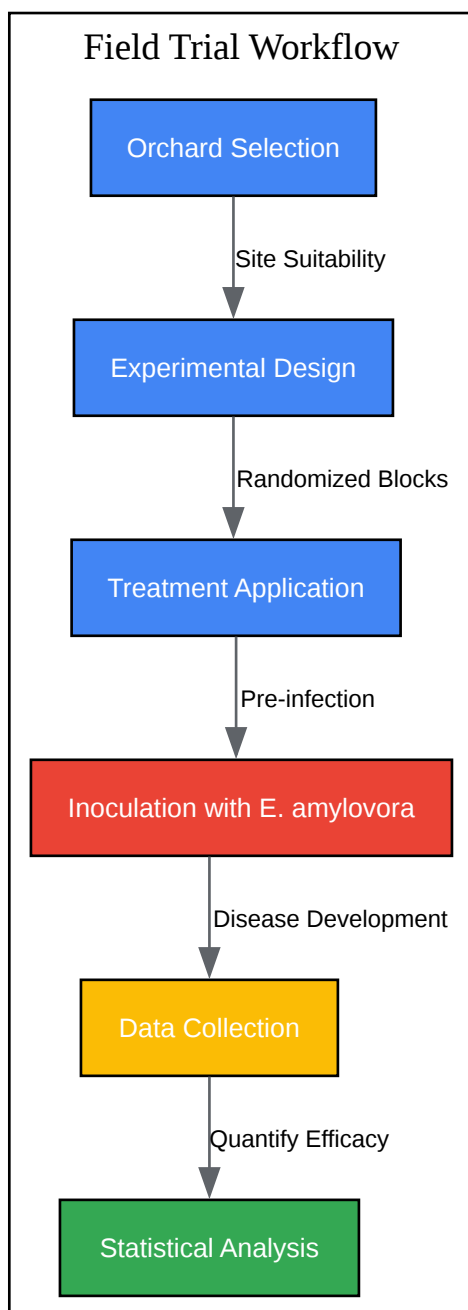 Field Trial Workflow
Orchard Selection
Site Suitability
Experimental Design
Randomized Blocks
Treatment Application
Pre-infection
Inoculation with E. amylovora
Disease Development
Data Collection
Quantify Efficacy
Statistical Analysis